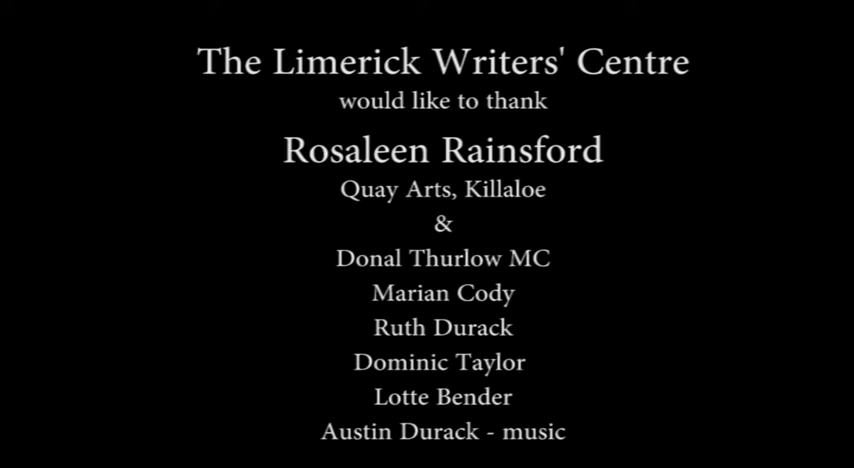 The Limerick Writers' Centre
would like to thank
Rosaleen Rainsford
Quay Arts, Killaloe
&
Donal Thurlow MC
Marian Cody
Ruth Durack
Dominic Taylor
Lotte Bender
Austin Durack - music